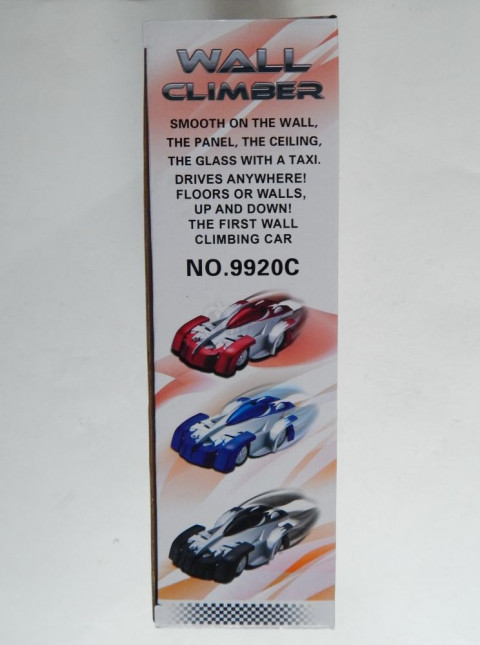 WALL
CLIMBER
SMOOTH ON THE WALL,
THE PANEL, THE CEILING,
THE GLASS WITH A TAXI.
DRIVES ANYWHERE!
FLOORS OR WALLS,
UP AND DOWN!
THE FIRST WALL
CLIMBING CAR
NO.9920C